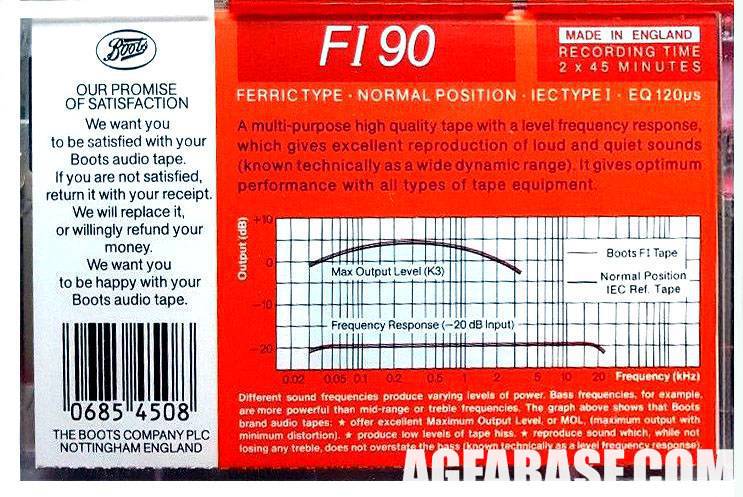 Boots
OUR PROMISE
OF SATISFACTION
We want you
to be satisfied with your
Boots audio tape.
If you are not satisfied,
return it with your receipt.
We will replace it,
or willingly refund your
money.
We want you
to be happy with your
Boots audio tape.
0685 4508
THE BOOTS COMPANY PLC
NOTTINGHAM ENGLAND
FI 90
MADE IN ENGLAND
RECORDING TIME
2 x 45 MINUTES
FERRIC TYPE · NORMAL POSITION · IEC TYPE I · EQ 120µs
A multi-purpose high quality tape with a level frequency response,
which gives excellent reproduction of loud and quiet sounds
(known technically as a wide dynamic range). It gives optimum
performance with all types of tape equipment.
Output (dB)
+10
0
-10
-20
Max Output Level (K3)
Frequency Response (-20 dB Input)
Boots FI Tape
Normal Position
IEC Ref. Tape
0.02 0.05 0.1 0.2 0.5 1 2 5 10 20 Frequency (kHz)
Different sound frequencies produce varying levels of power. Bass frequencies, for example,
are more powerful than mid-range or treble frequencies. The graph above shows that Boots
brand audio tapes: ★ offer excellent Maximum Output Level, or MOL, (maximum output with
minimum distortion). ★ produce low levels of tape hiss. ★ reproduce sound which, while not
losing any treble, does not overstate the bass (known technically as a level frequency response).
AGFABASE.COM